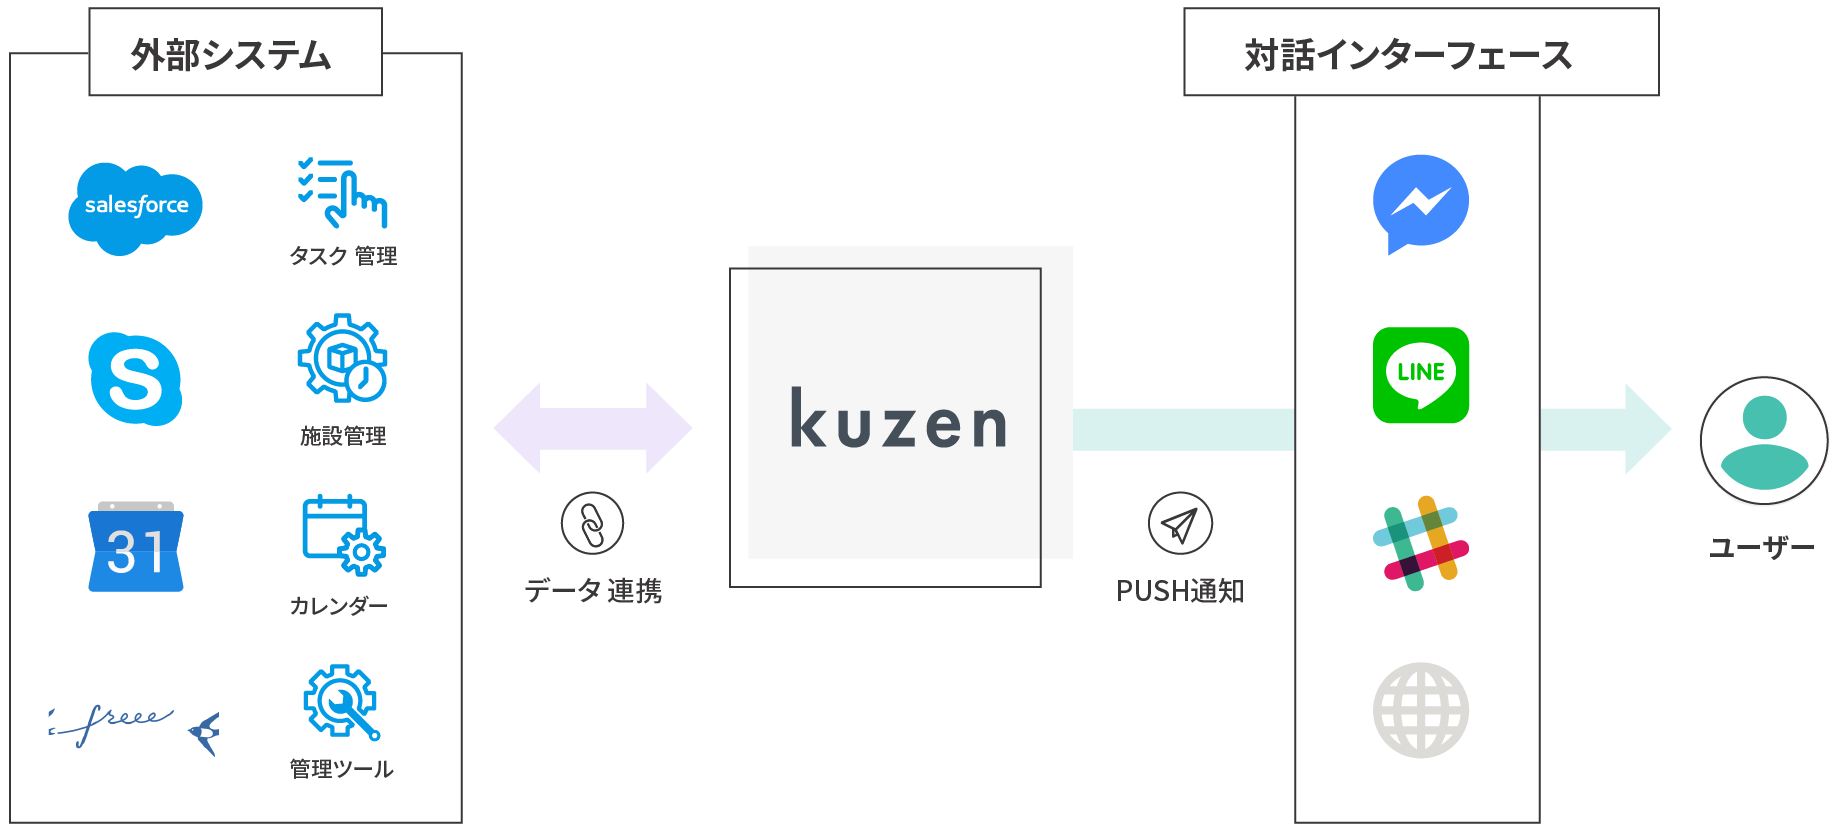 外部システム
salesforce
タスク 管理
S
施設管理
31
カレンダー
freee
管理ツール
データ 連携
kuzen
PUSH通知
対話インターフェース
LINE
ユーザー